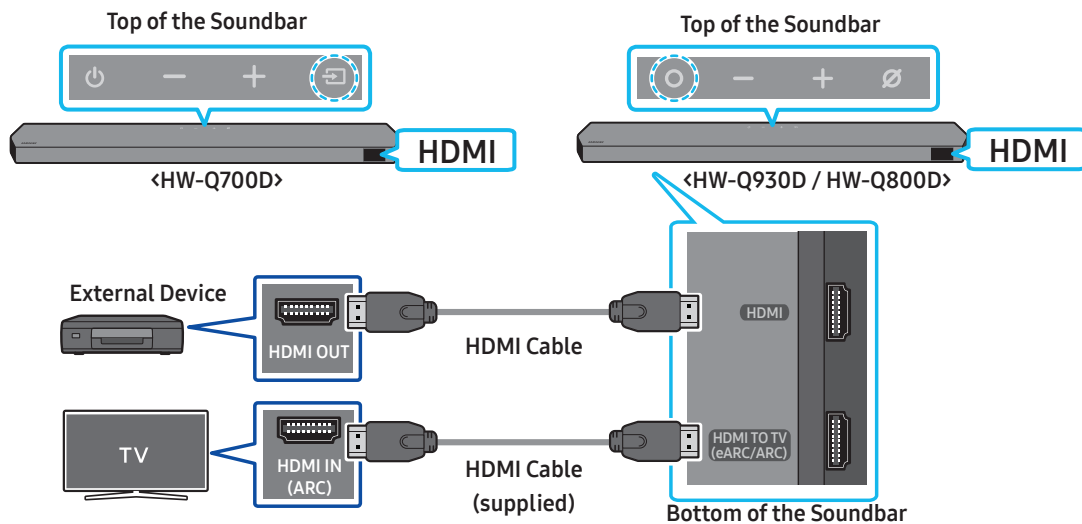 Top of the Soundbar
Top of the Soundbar
HDMI
HDMI
<HW-Q700D>
<HW-Q930D / HW-Q800D>
External Device
HDMI OUT
HDMI Cable
HDMI
TV
HDMI IN
(ARC)
HDMI Cable
(supplied)
HDMI TO TV
(eARC/ARC)
Bottom of the Soundbar